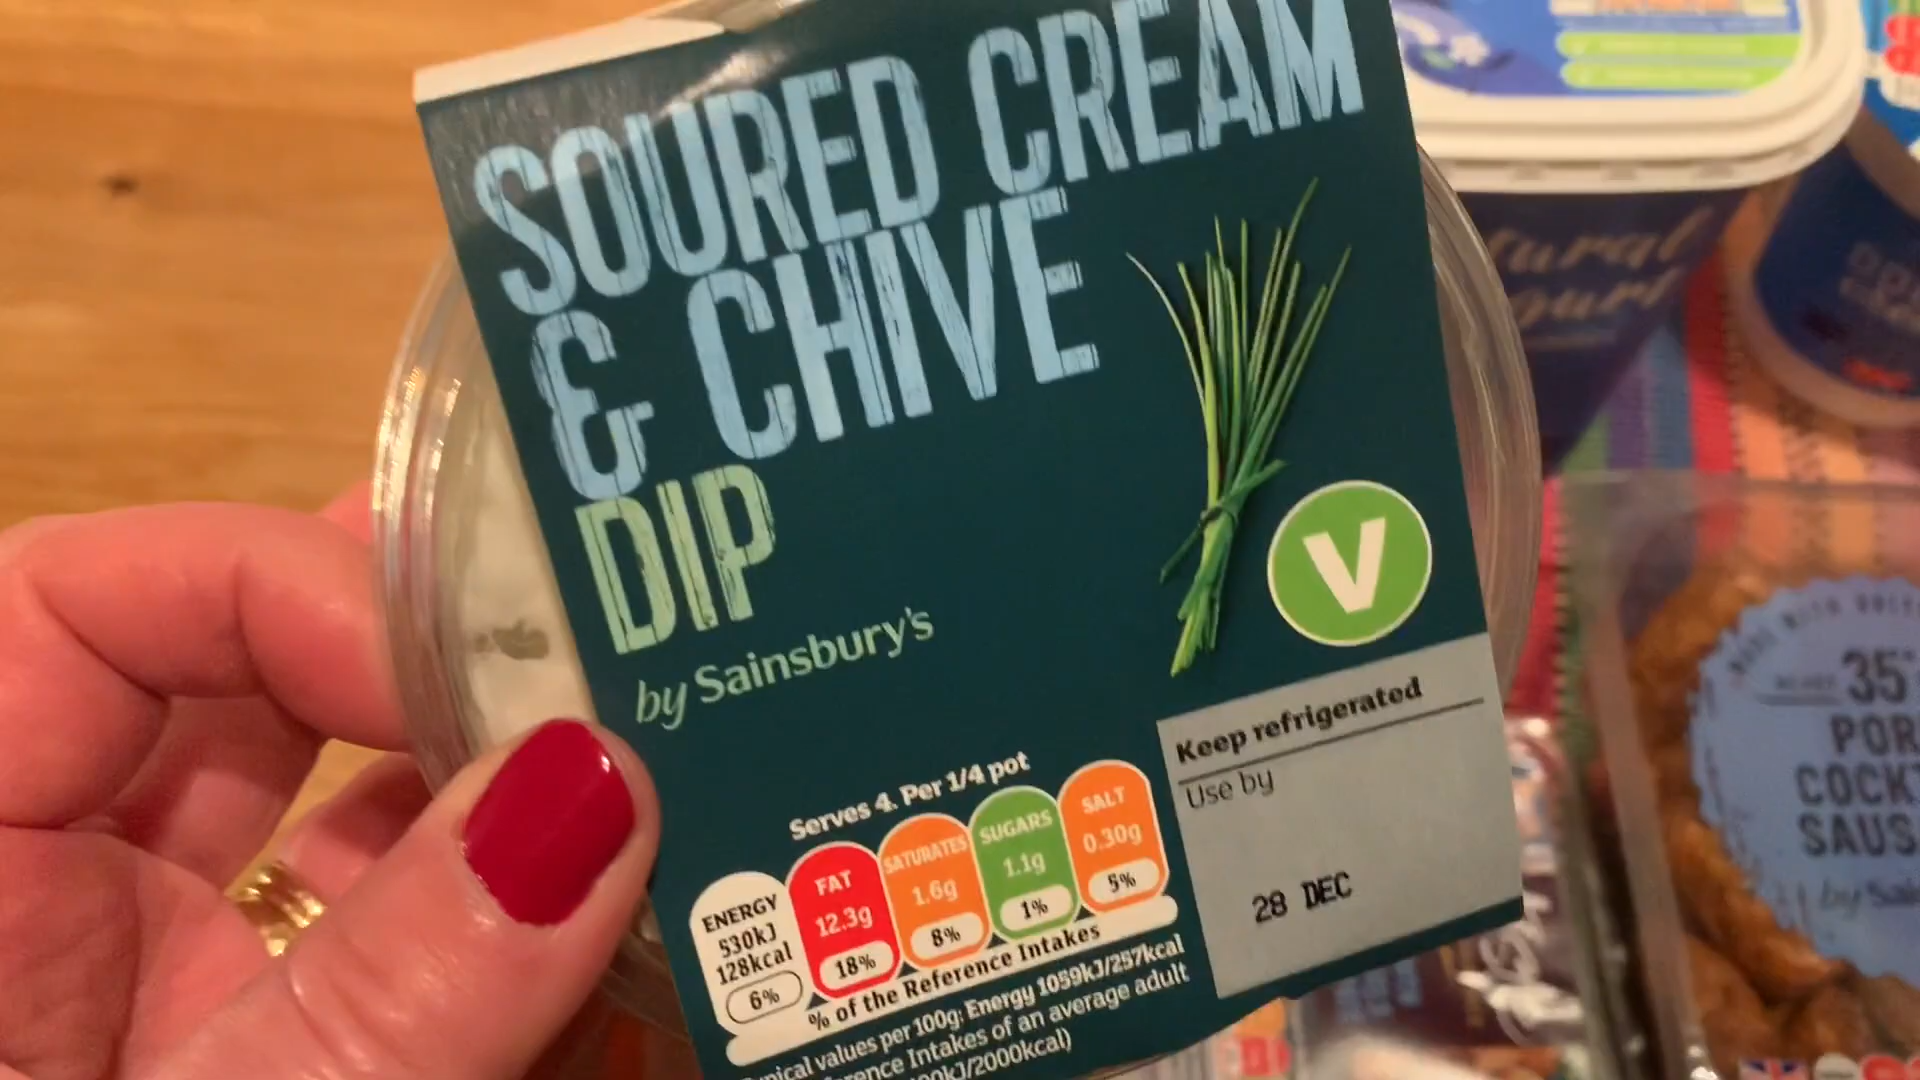 SOURED CREAM
& CHIVE
DIP
by Sainsbury's
V
Keep refrigerated
Use by
28 DEC
Serves 4. Per 1/4 pot
ENERGY
530kJ
128kcal
6%
FAT
12.3g
18%
SATURATES
1.6g
8%
SUGARS
1.1g
1%
SALT
0.30g
5%
% of the Reference Intakes
values per 100g: Energy 1059kJ/257kcal
Intakes of an average adult
/2000kcal)
35